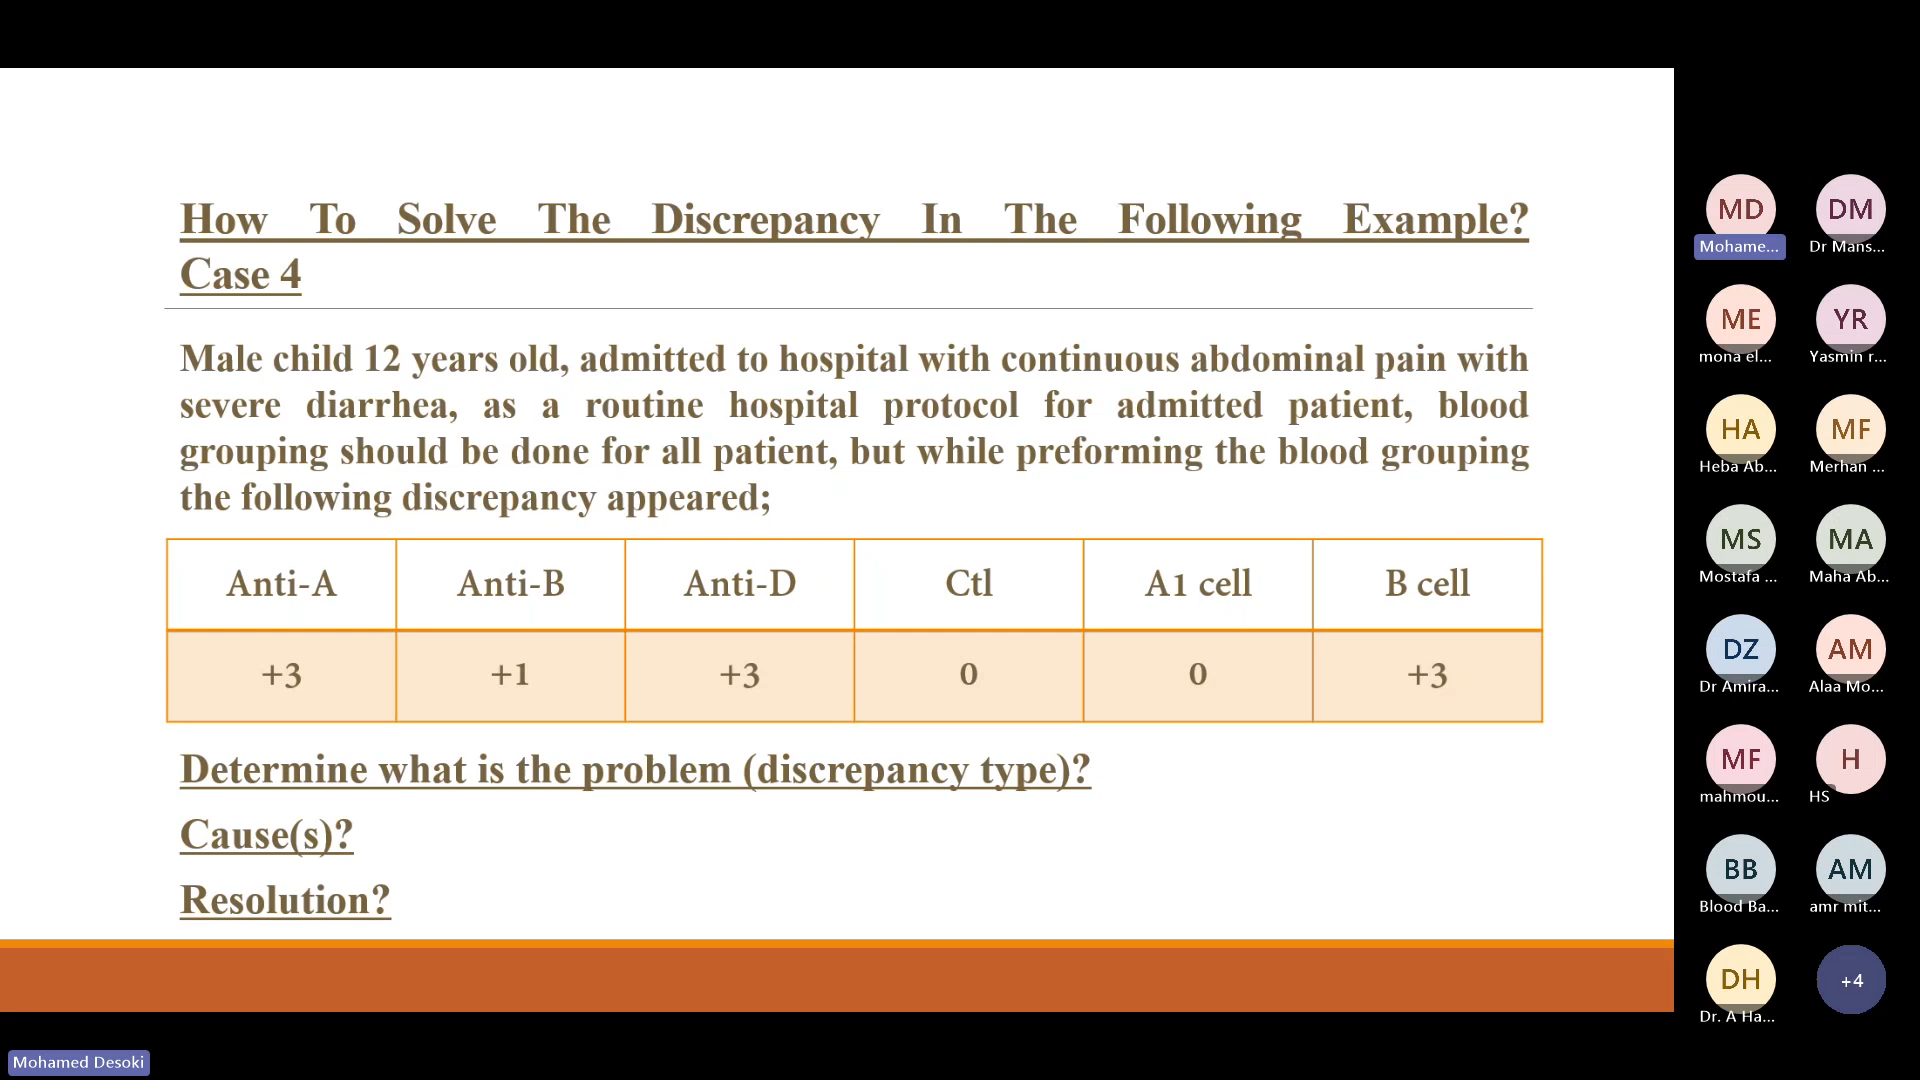 How To Solve The Discrepancy In The Following Example?
Case 4
Male child 12 years old, admitted to hospital with continuous abdominal pain with
severe diarrhea, as a routine hospital protocol for admitted patient, blood
grouping should be done for all patient, but while preforming the blood grouping
the following discrepancy appeared;
Anti-A Anti-B Anti-D Ctl A1 cell B cell
+3 +1 +3 0 0 +3
Determine what is the problem (discrepancy type)?
Cause(s)?
Resolution?
MD DM
Mohame... Dr Mans...
ME YR
mona el... Yasmin r...
HA MF
Heba Ab... Merhan ...
MS MA
Mostafa ... Maha Ab...
DZ AM
Dr Amira... Alaa Mo...
MF H
mahmou... HS
BB AM
Blood Ba... amr mit...
DH +4
Dr. A Ha...
Mohamed Desoki